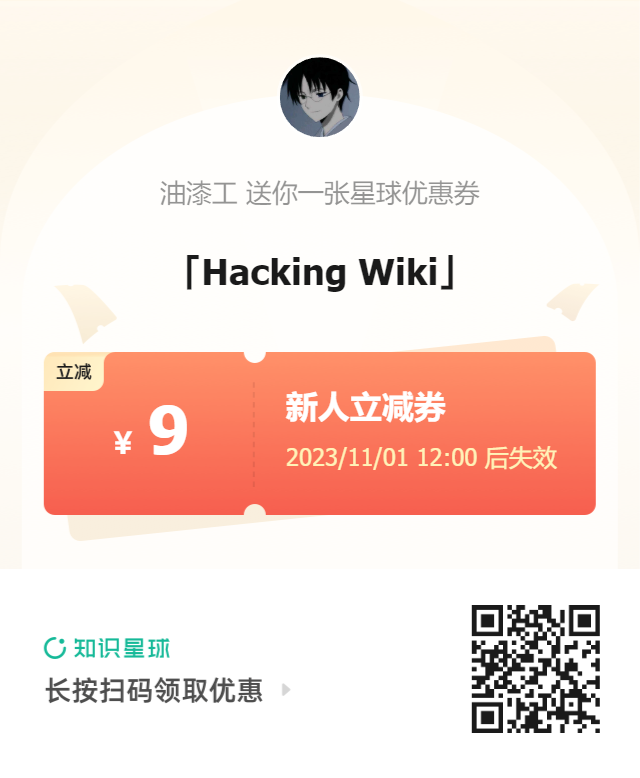 油漆工 送你一张星球优惠券
「Hacking Wiki」
立减
¥ 9
新人立减券
2023/11/01 12:00 后失效
知识星球
长按扫码领取优惠